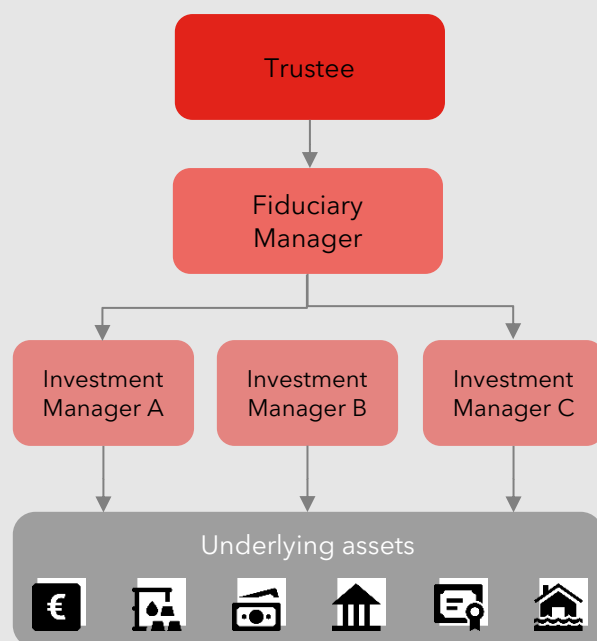 Trustee
Fiduciary
Manager
Investment
Manager A
Investment
Manager B
Investment
Manager C
Underlying assets
€